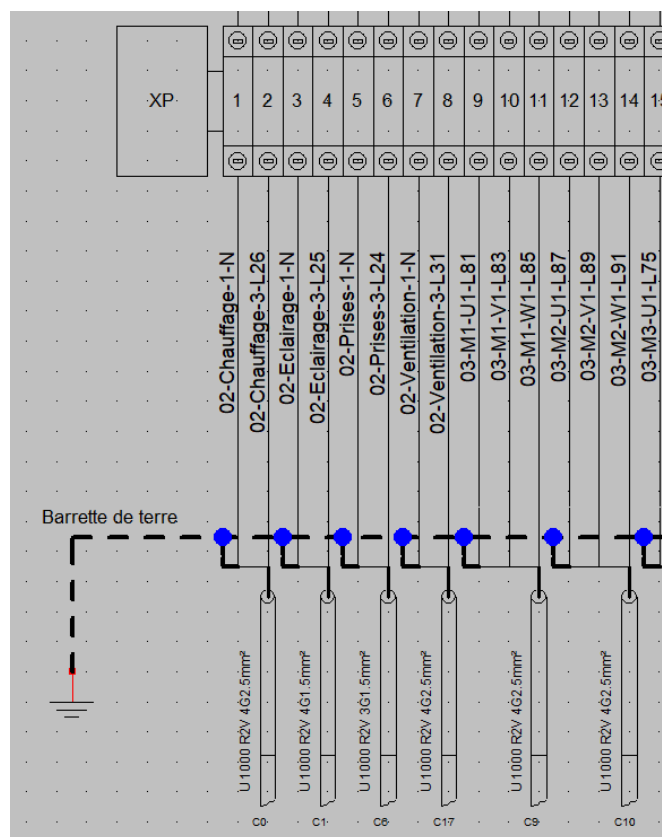 XP
1 2 3 4 5 6 7 8 9 10 11 12 13 14 15
02-Chauffage-1-N
02-Chauffage-3-L26
02-Eclairage-1-N
02-Eclairage-3-L25
02-Prises-1-N
02-Prises-3-L24
02-Ventilation-1-N
02-Ventilation-3-L31
03-M1-U1-L81
03-M1-V1-L83
03-M1-W1-L85
03-M2-U1-L87
03-M2-V1-L89
03-M2-W1-L91
03-M3-U1-L75
Barrette de terre
U1000 R2V 4G2.5mm²
U1000 R2V 4G1.5mm²
U1000 R2V 3G1.5mm²
U1000 R2V 4G2.5mm²
U1000 R2V 4G2.5mm²
U1000 R2V 4G2.5mm²
C0 C1 C6 C17 C9 C10